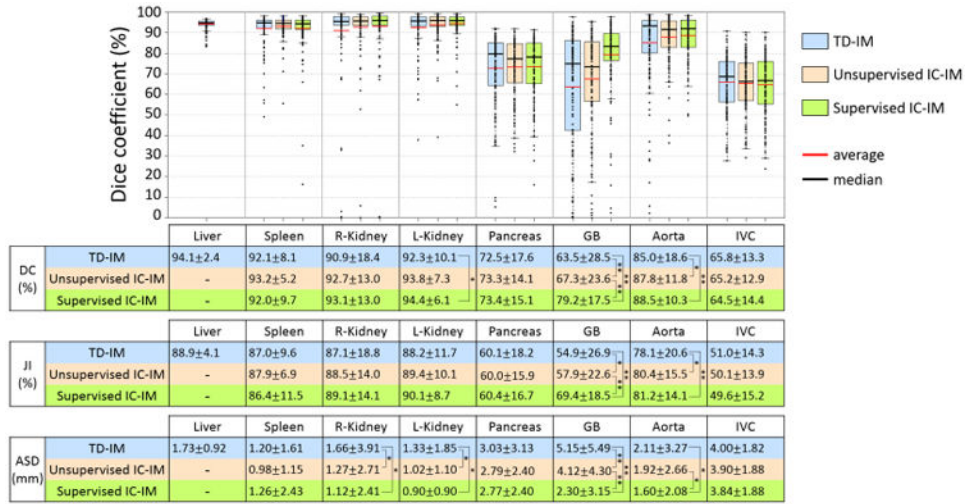 Dice coefficient (%)
100
90
80
70
60
50
40
30
20
10
0
TD-IM
Unsupervised IC-IM
Supervised IC-IM
average
median
Liver Spleen R-Kidney L-Kidney Pancreas GB Aorta IVC
DC (%)
TD-IM 94.1±2.4 92.1±8.1 90.9±18.4 92.3±10.1 72.5±17.6 63.5±28.5 85.0±18.6 65.8±13.3
Unsupervised IC-IM - 93.2±5.2 92.7±13.0 93.8±7.3 73.3±14.1 67.3±23.6 87.8±11.8 65.2±12.9
Supervised IC-IM - 92.0±9.7 93.1±13.0 94.4±6.1 73.4±15.1 79.2±17.5 88.5±10.3 64.5±14.4
Liver Spleen R-Kidney L-Kidney Pancreas GB Aorta IVC
JI (%)
TD-IM 88.9±4.1 87.0±9.6 87.1±18.8 88.2±11.7 60.1±18.2 54.9±26.9 78.1±20.6 51.0±14.3
Unsupervised IC-IM - 87.9±6.9 88.5±14.0 89.4±10.1 60.0±15.9 57.9±22.6 80.4±15.5 50.1±13.9
Supervised IC-IM - 86.4±11.5 89.1±14.1 90.1±8.7 60.4±16.7 69.4±18.5 81.2±14.1 49.6±15.2
Liver Spleen R-Kidney L-Kidney Pancreas GB Aorta IVC
ASD (mm)
TD-IM 1.73±0.92 1.20±1.61 1.66±3.91 1.33±1.85 3.03±3.13 5.15±5.49 2.11±3.27 4.00±1.82
Unsupervised IC-IM - 0.98±1.15 1.27±2.71 1.02±1.10 2.79±2.40 4.12±4.30 1.92±2.66 3.90±1.88
Supervised IC-IM - 1.26±2.43 1.12±2.41 0.90±0.90 2.77±2.40 2.30±3.15 1.60±2.08 3.84±1.88